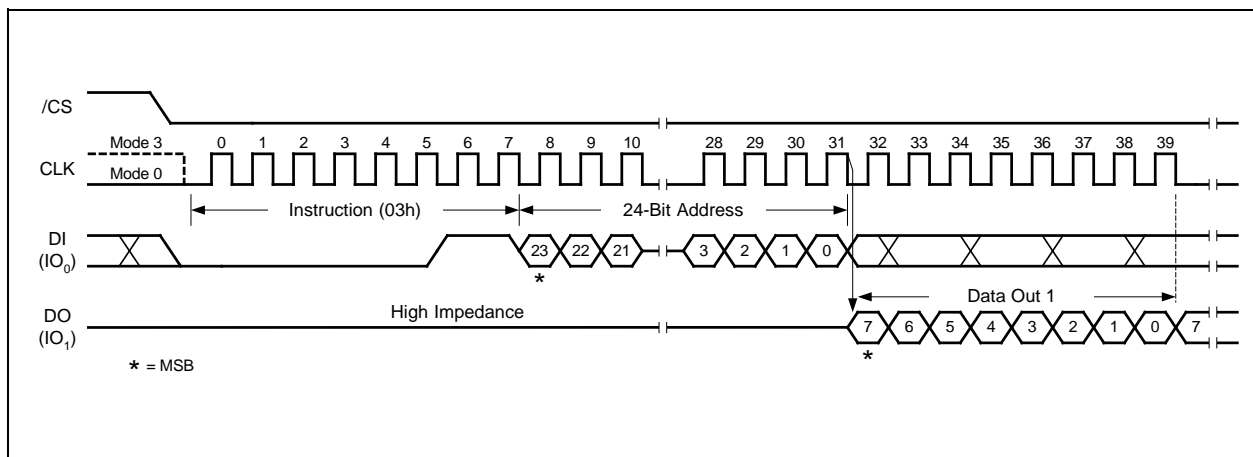 /CS
Mode 3 0 1 2 3 4 5 6 7 8 9 10 28 29 30 31 32 33 34 35 36 37 38 39
CLK
Mode 0
Instruction (03h) 24-Bit Address
DI
(IO0)
23 22 21 3 2 1 0
*
Data Out 1
High Impedance
DO
(IO1)
7 6 5 4 3 2 1 0 7
*
* = MSB